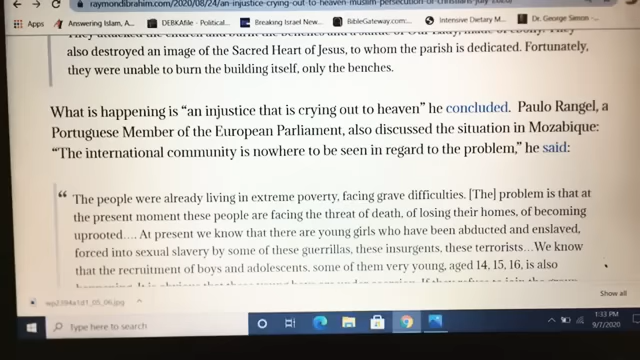 raymondibrahim.com/2020/08/24/an-injustice-crying-out-to-heaven-muslim-persecution-of-christians-july-2020/
Apps Answering Islam, A... DEBKAfile - Political... Breaking Israel New... BibleGateway.com: Intensive Dietary M... Dr. George Simon -...
also destroyed an image of the Sacred Heart of Jesus, to whom the parish is dedicated. Fortunately,
they were unable to burn the building itself, only the benches.
What is happening is “an injustice that is crying out to heaven” he concluded. Paulo Rangel, a
Portuguese Member of the European Parliament, also discussed the situation in Mozabique:
“The international community is nowhere to be seen in regard to the problem,” he said:
“ The people were already living in extreme poverty, facing grave difficulties. [The] problem is that at
the present moment these people are facing the threat of death, of losing their homes, of becoming
uprooted…. At present we know that there are young girls who have been abducted and enslaved,
forced into sexual slavery by some of these guerrillas, these insurgents, these terrorists…We know
that the recruitment of boys and adolescents, some of them very young, aged 14, 15, 16, is also
wp2394a1d1_05_06.jpg
Show all
Type here to search
1:33 PM
9/7/2020